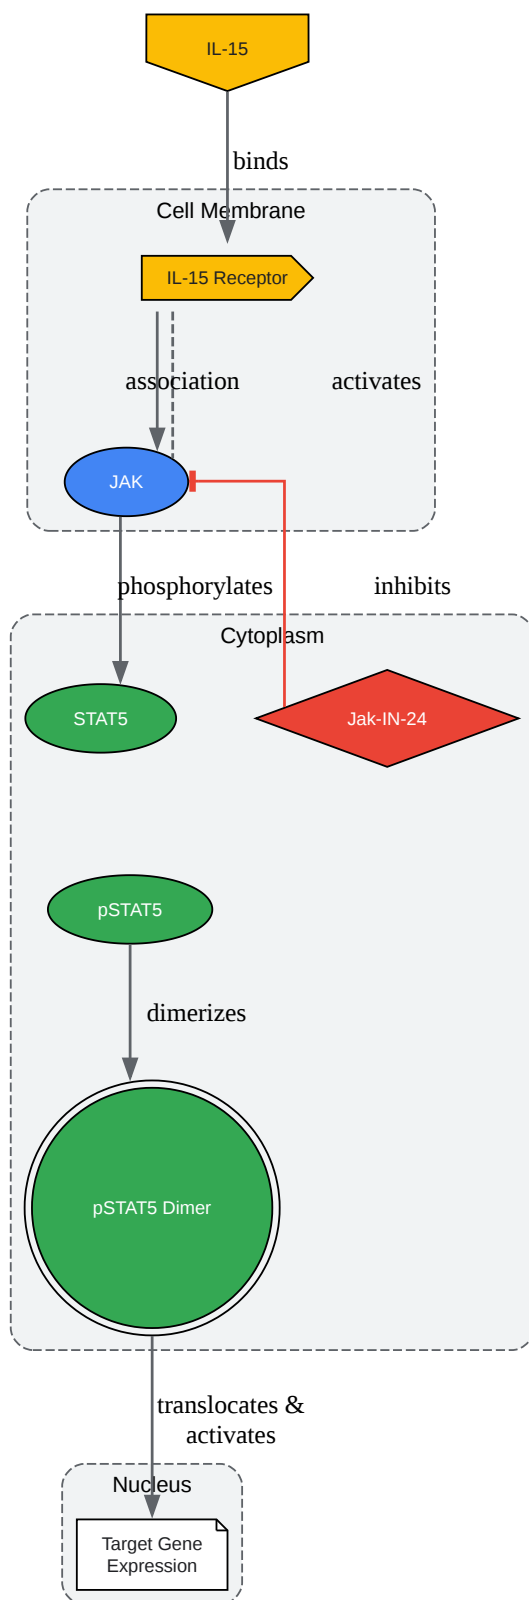 IL-15
binds
Cell Membrane
IL-15 Receptor
association
activates
JAK
phosphorylates
inhibits
Cytoplasm
STAT5
Jak-IN-24
pSTAT5
dimerizes
pSTAT5 Dimer
translocates &
activates
Nucleus
Target Gene
Expression